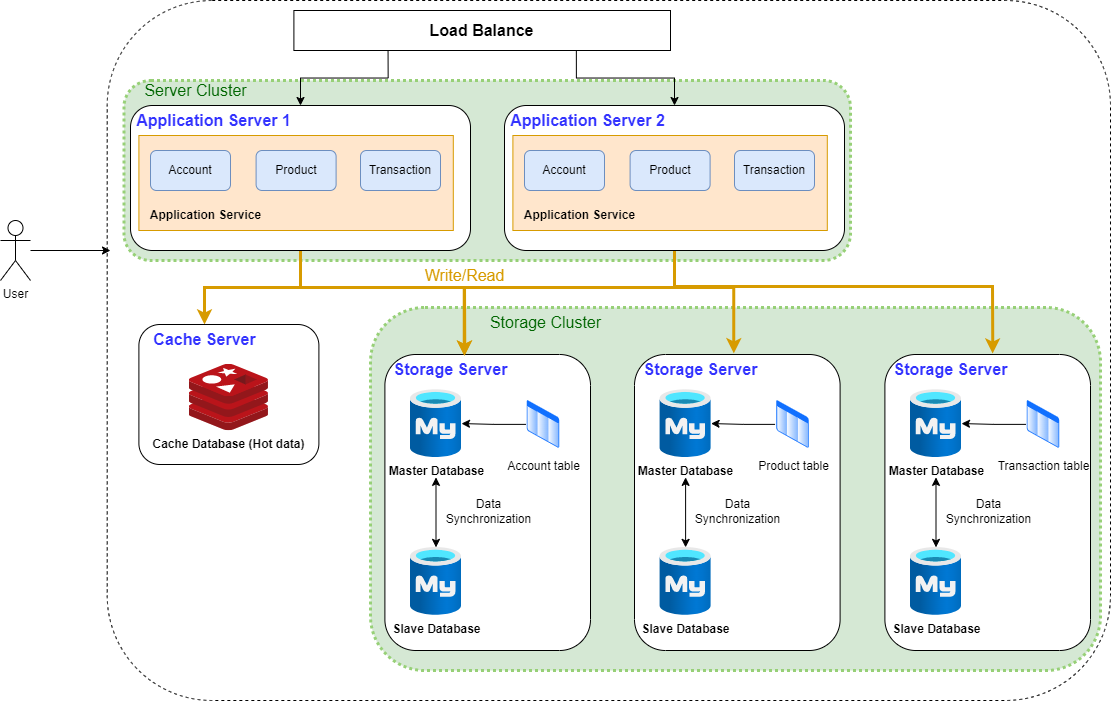 Load Balance
Server Cluster
Application Server 1
Account
Product
Transaction
Application Service
Application Server 2
Account
Product
Transaction
Application Service
User
Write/Read
Cache Server
Cache Database (Hot data)
Storage Cluster
Storage Server
My
Master Database
Account table
Data
Synchronization
My
Slave Database
Storage Server
My
Master Database
Product table
Data
Synchronization
My
Slave Database
Storage Server
My
Master Database
Transaction table
Data
Synchronization
My
Slave Database